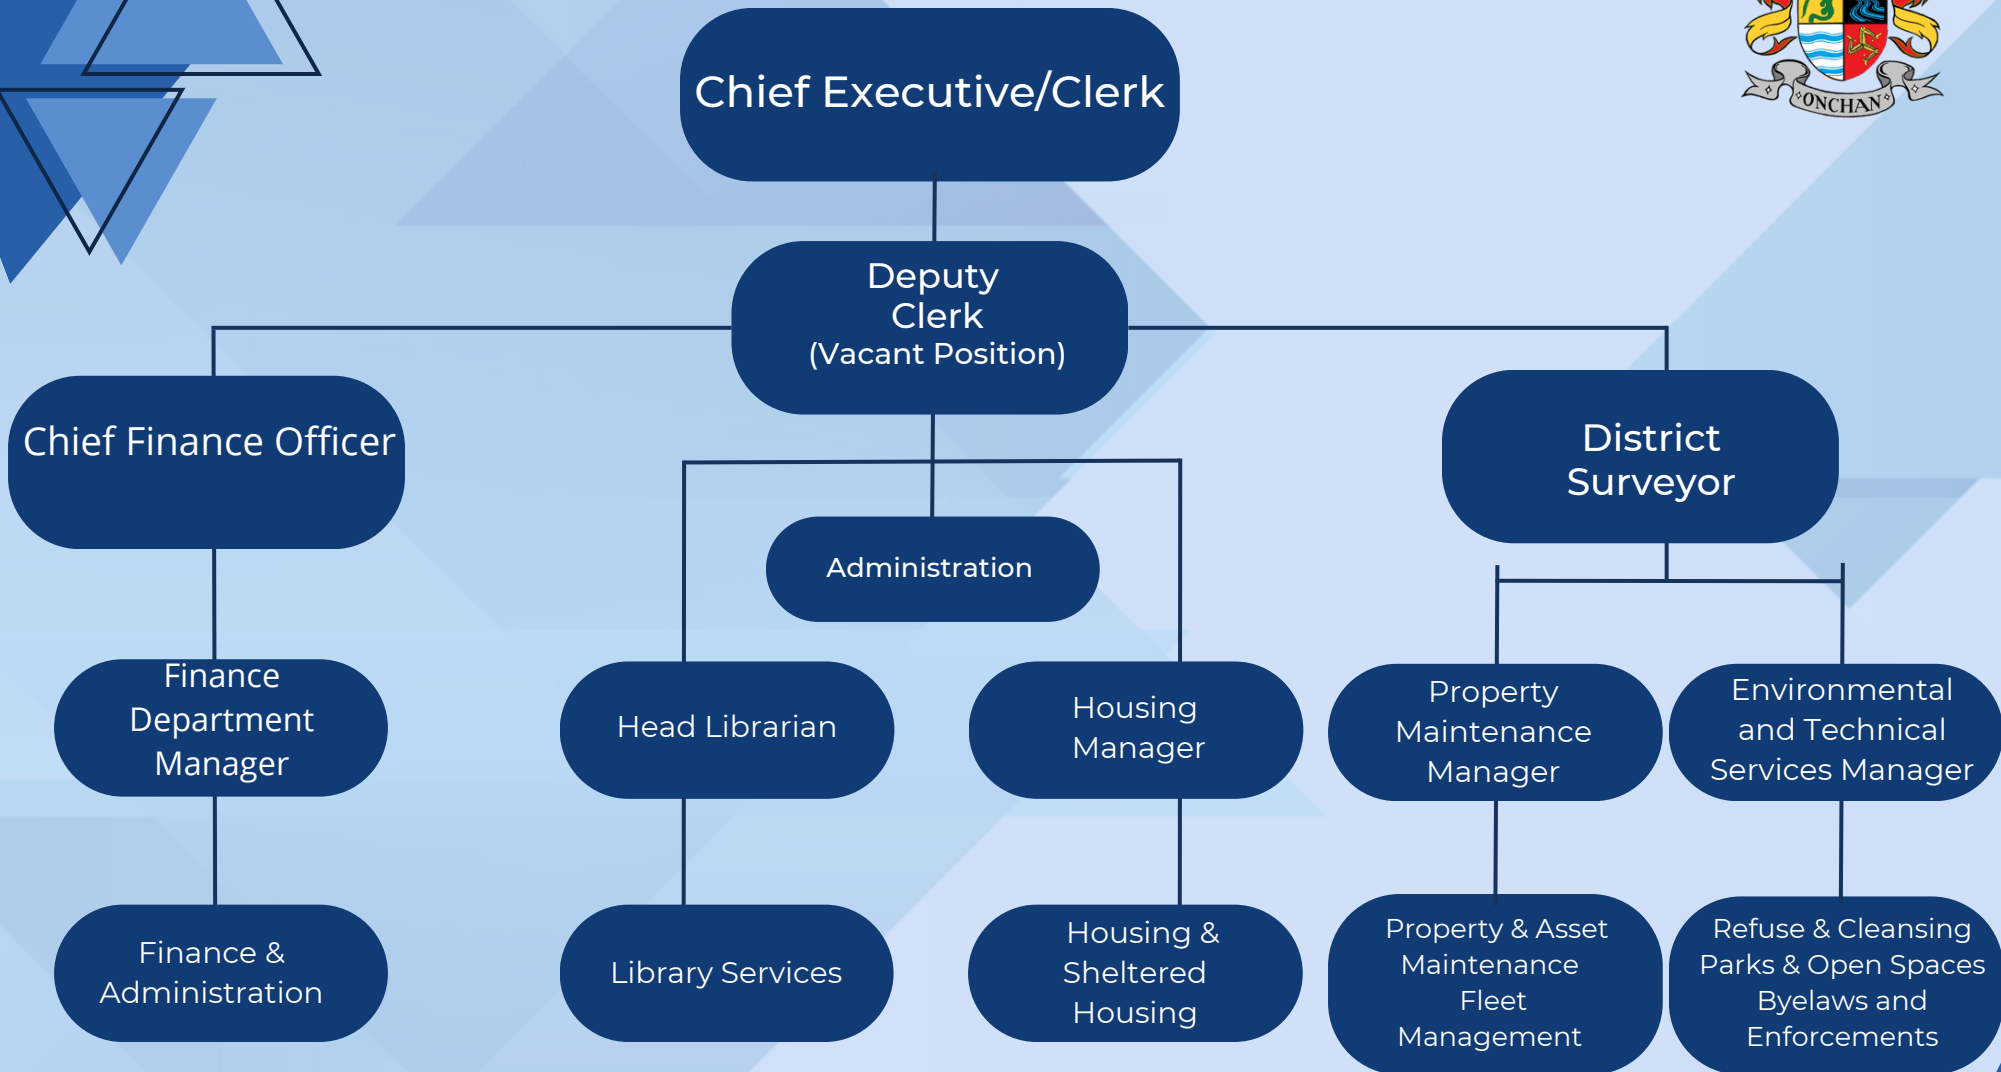 Chief Executive/Clerk
ONCHAN
Deputy
Clerk
(Vacant Position)
Chief Finance Officer
District
Surveyor
Administration
Finance
Department
Manager
Head Librarian
Housing
Manager
Property
Maintenance
Manager
Environmental
and Technical
Services Manager
Finance &
Administration
Library Services
Housing &
Sheltered
Housing
Property & Asset
Maintenance
Fleet
Management
Refuse & Cleansing
Parks & Open Spaces
Byelaws and
Enforcements